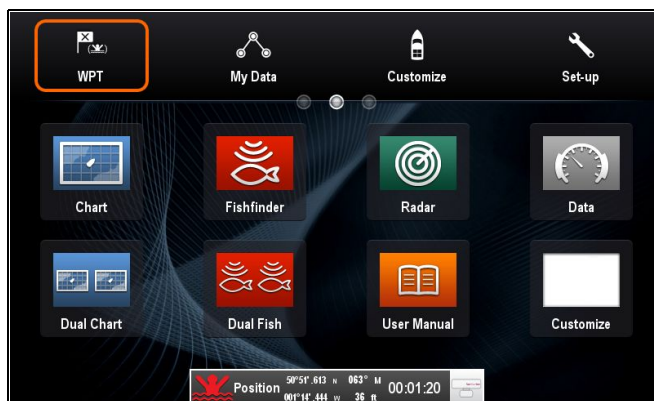 WPT My Data Customize Set-up
Chart Fishfinder Radar Data
Dual Chart Dual Fish User Manual Customize
Position 50°51'.613 N 063° M 00:01:20
001°14'.444 W 36 ft